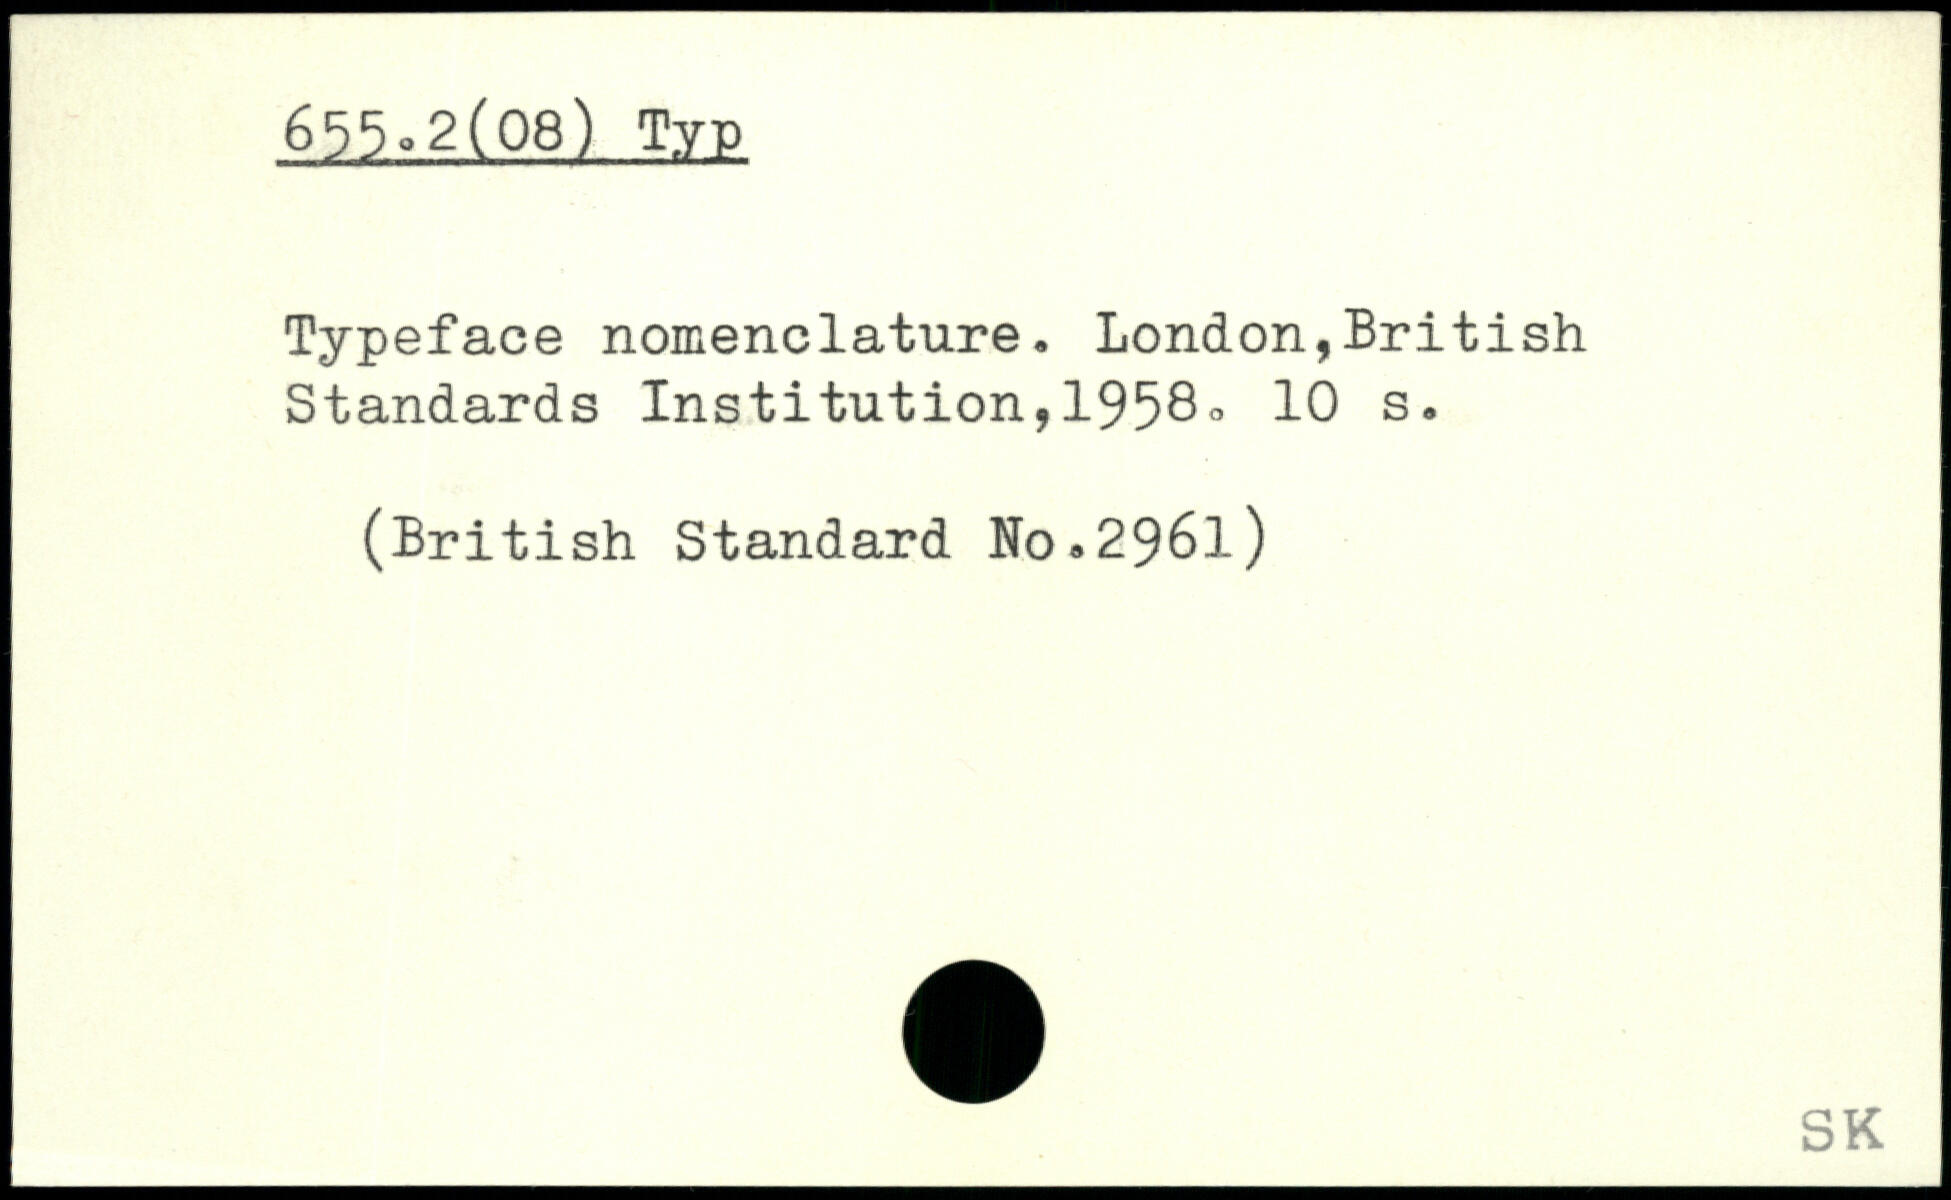 655.2(08) Typ
Typeface nomenclature. London,British
Standards Institution,1958. 10 s.
(British Standard No.2961)
SK